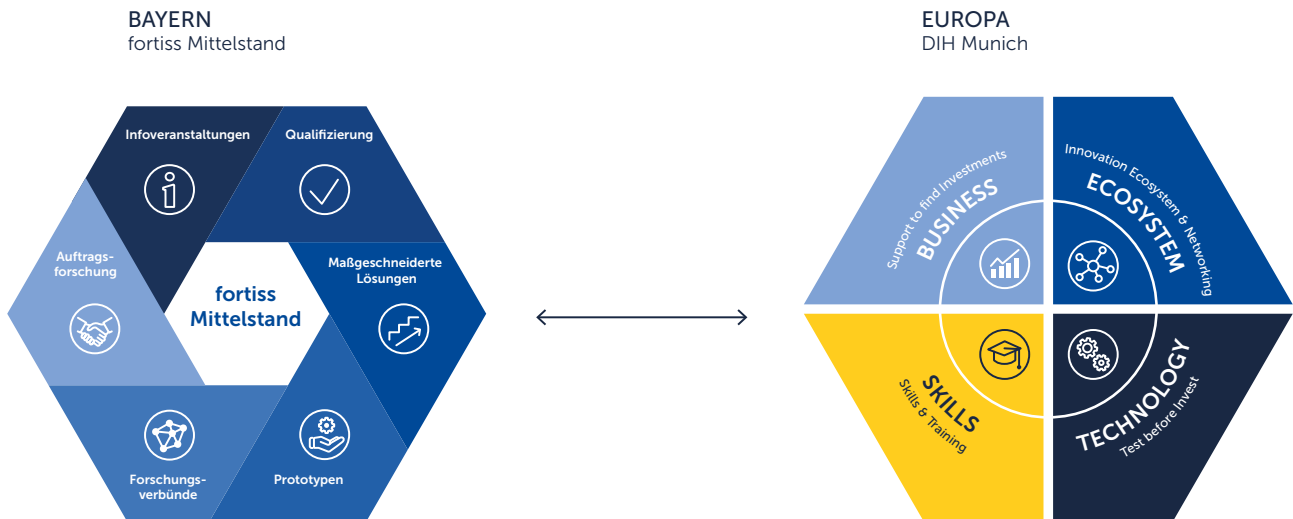 BAYERN
fortiss Mittelstand
Infoveranstaltungen
Qualifizierung
Auftrags-
forschung
Maßgeschneiderte
Lösungen
fortiss
Mittelstand
Forschungs-
verbünde
Prototypen
EUROPA
DIH Munich
Support to find Investments
BUSINESS
Innovation Ecosystem & Networking
ECOSYSTEM
SKILLS
Skills & Training
TECHNOLOGY
Test before Invest